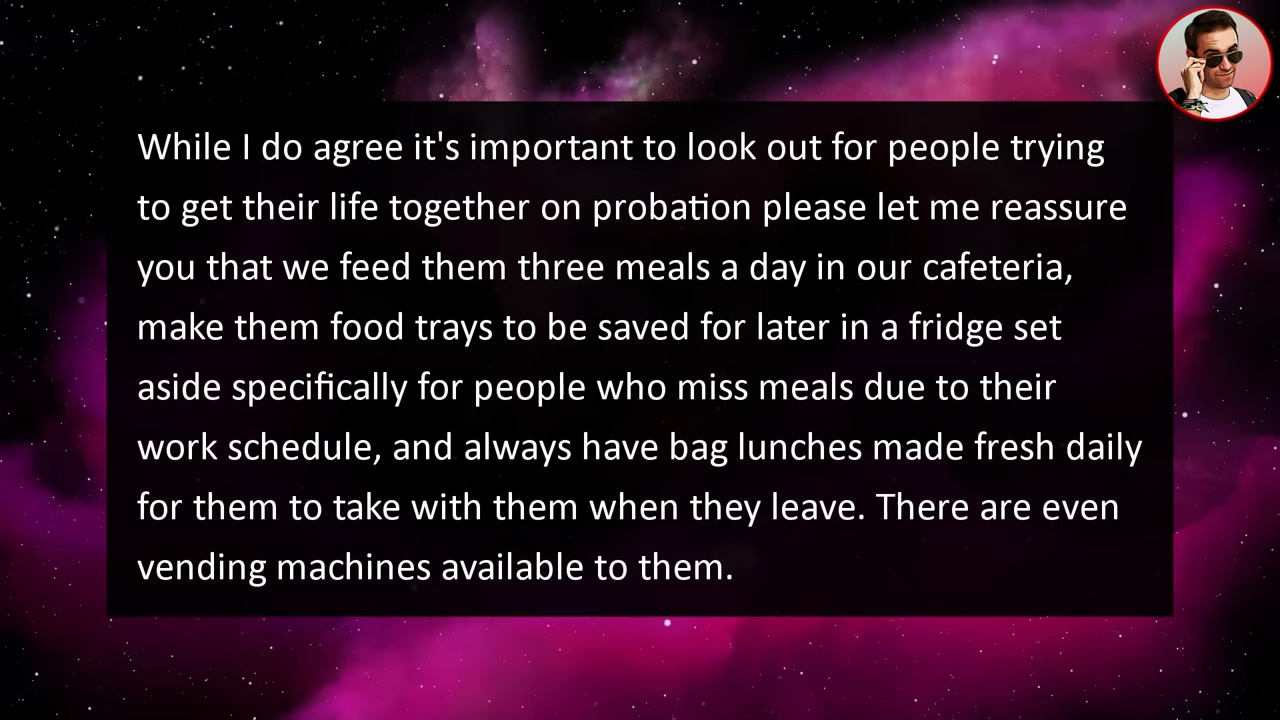 While I do agree it's important to look out for people trying
to get their life together on probation please let me reassure
you that we feed them three meals a day in our cafeteria,
make them food trays to be saved for later in a fridge set
aside specifically for people who miss meals due to their
work schedule, and always have bag lunches made fresh daily
for them to take with them when they leave. There are even
vending machines available to them.